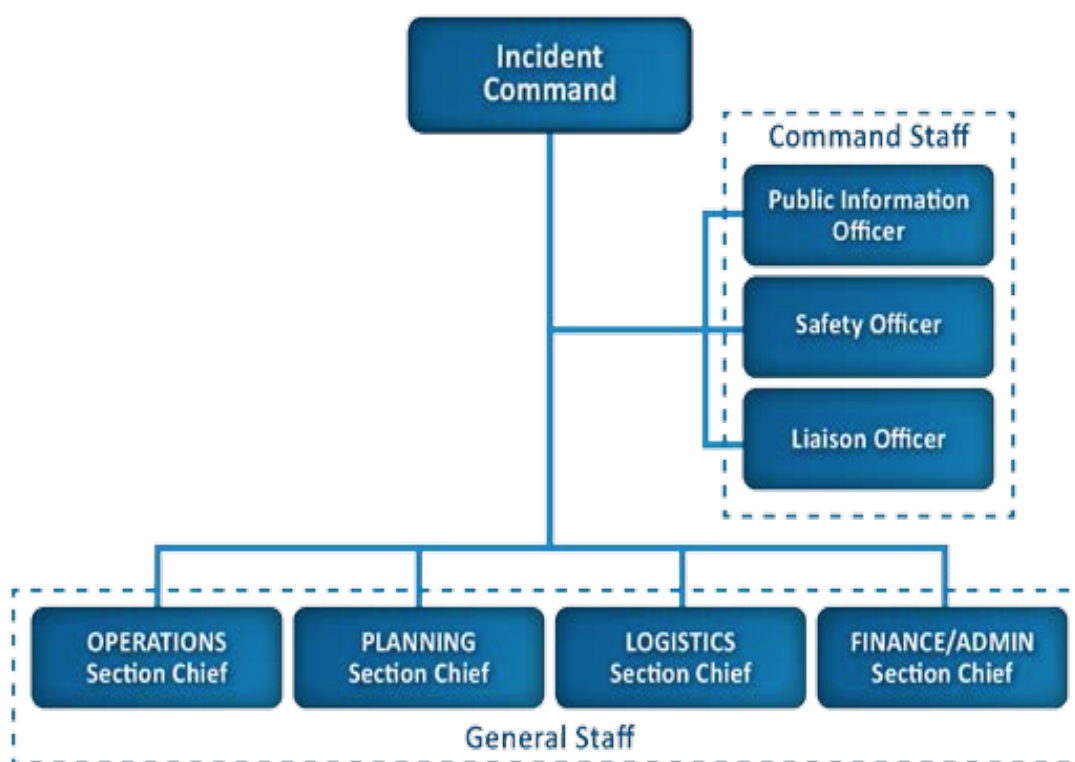 Incident
Command
Command Staff
Public Information
Officer
Safety Officer
Liaison Officer
OPERATIONS
Section Chief
PLANNING
Section Chief
LOGISTICS
Section Chief
FINANCE/ADMIN
Section Chief
General Staff